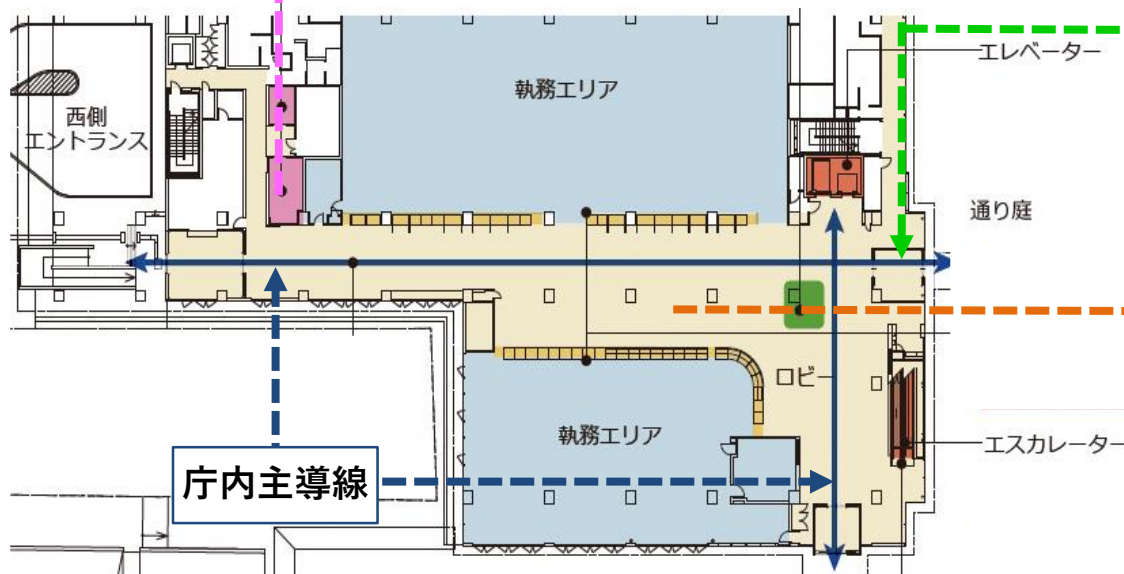 エレベーター
執務エリア
西側
エントランス
通り庭
ロビー
エスカレーター
執務エリア
庁内主導線